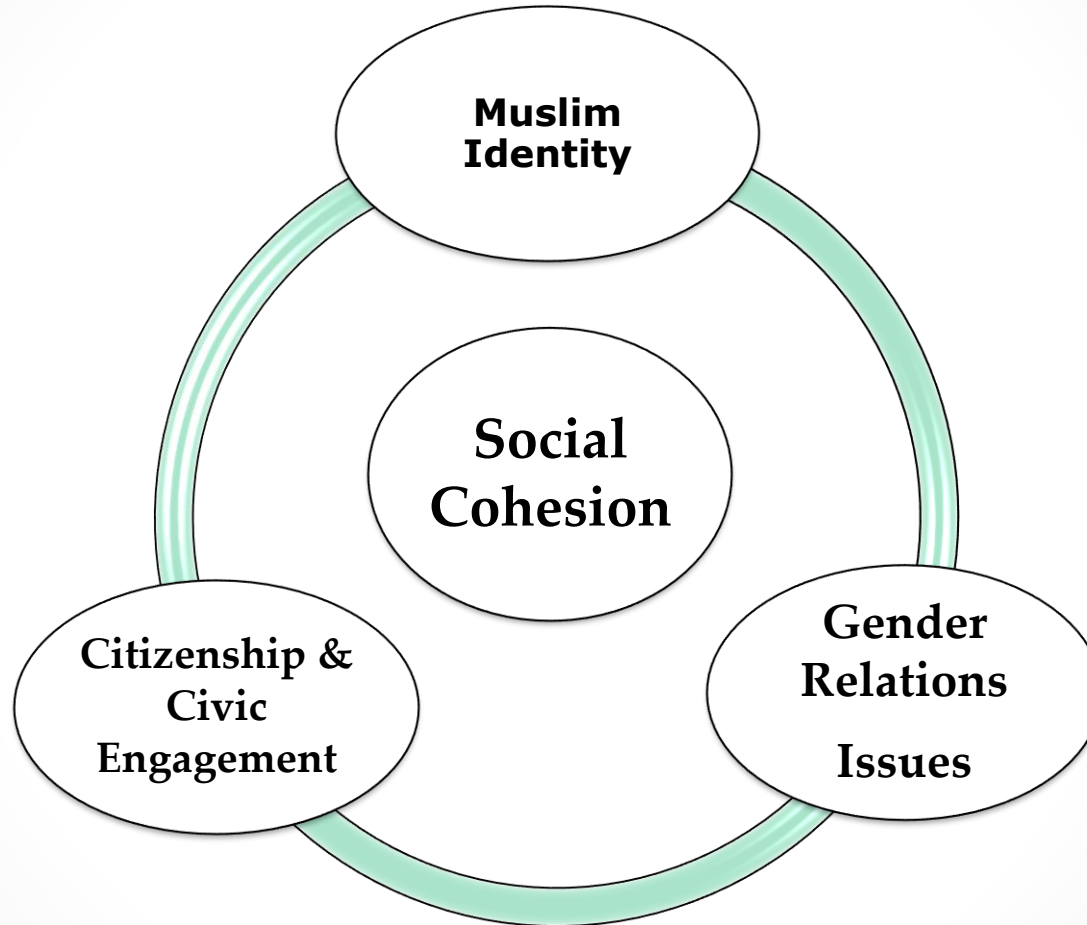 Muslim
Identity
Social
Cohesion
Citizenship &
Civic
Engagement
Gender
Relations
Issues